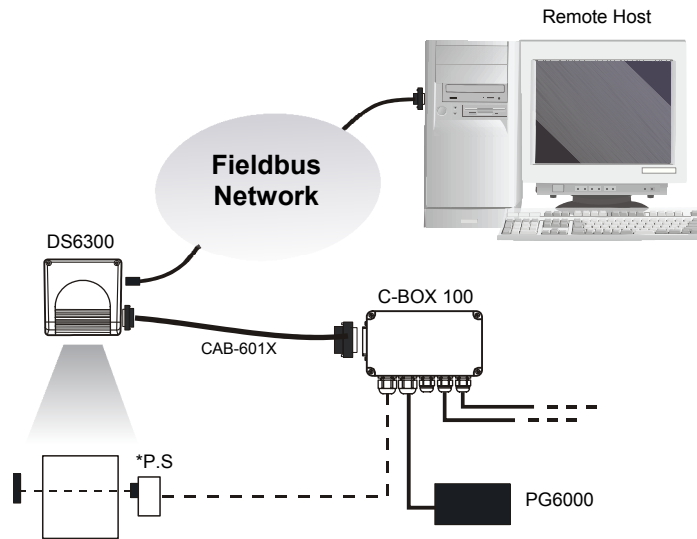 Remote Host
Fieldbus
Network
DS6300
C-BOX 100
CAB-601X
*P.S
PG6000